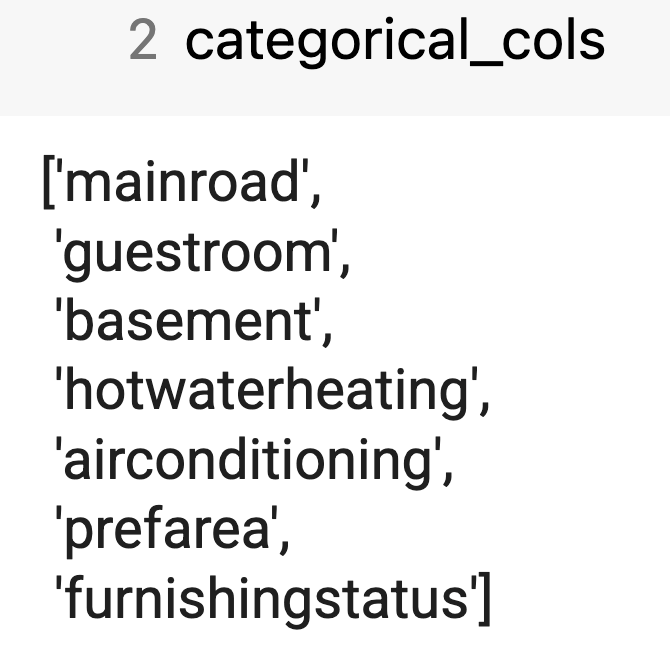 2 categorical_cols
['mainroad',
'guestroom',
'basement',
'hotwaterheating',
'airconditioning',
'prefarea',
'furnishingstatus']